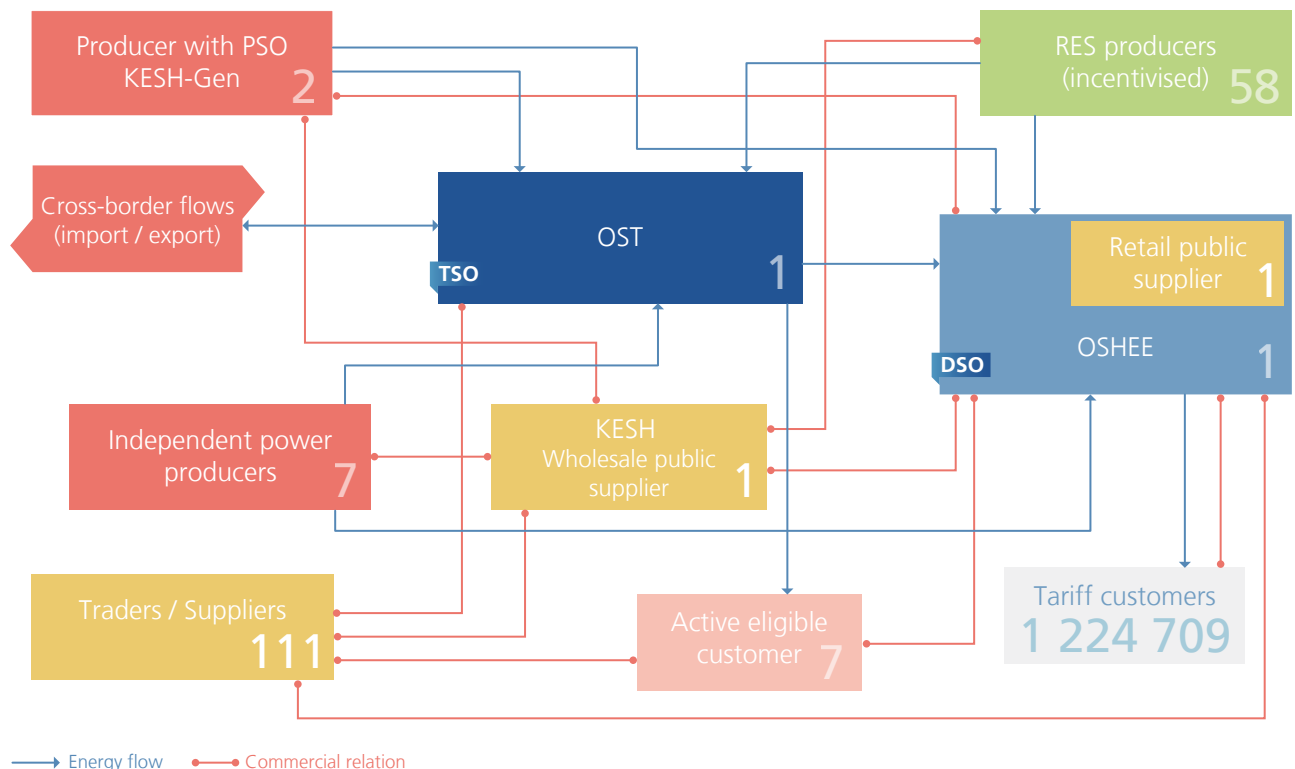 Producer with PSO
KESH-Gen
2
RES producers
(incentivised)
58
Cross-border flows
(import / export)
OST
TSO
1
Retail public
supplier
1
OSHEE
DSO
1
Independent power
producers
7
KESH
Wholesale public
supplier
1
Traders / Suppliers
111
Active eligible
customer
7
Tariff customers
1 224 709
Energy flow
Commercial relation